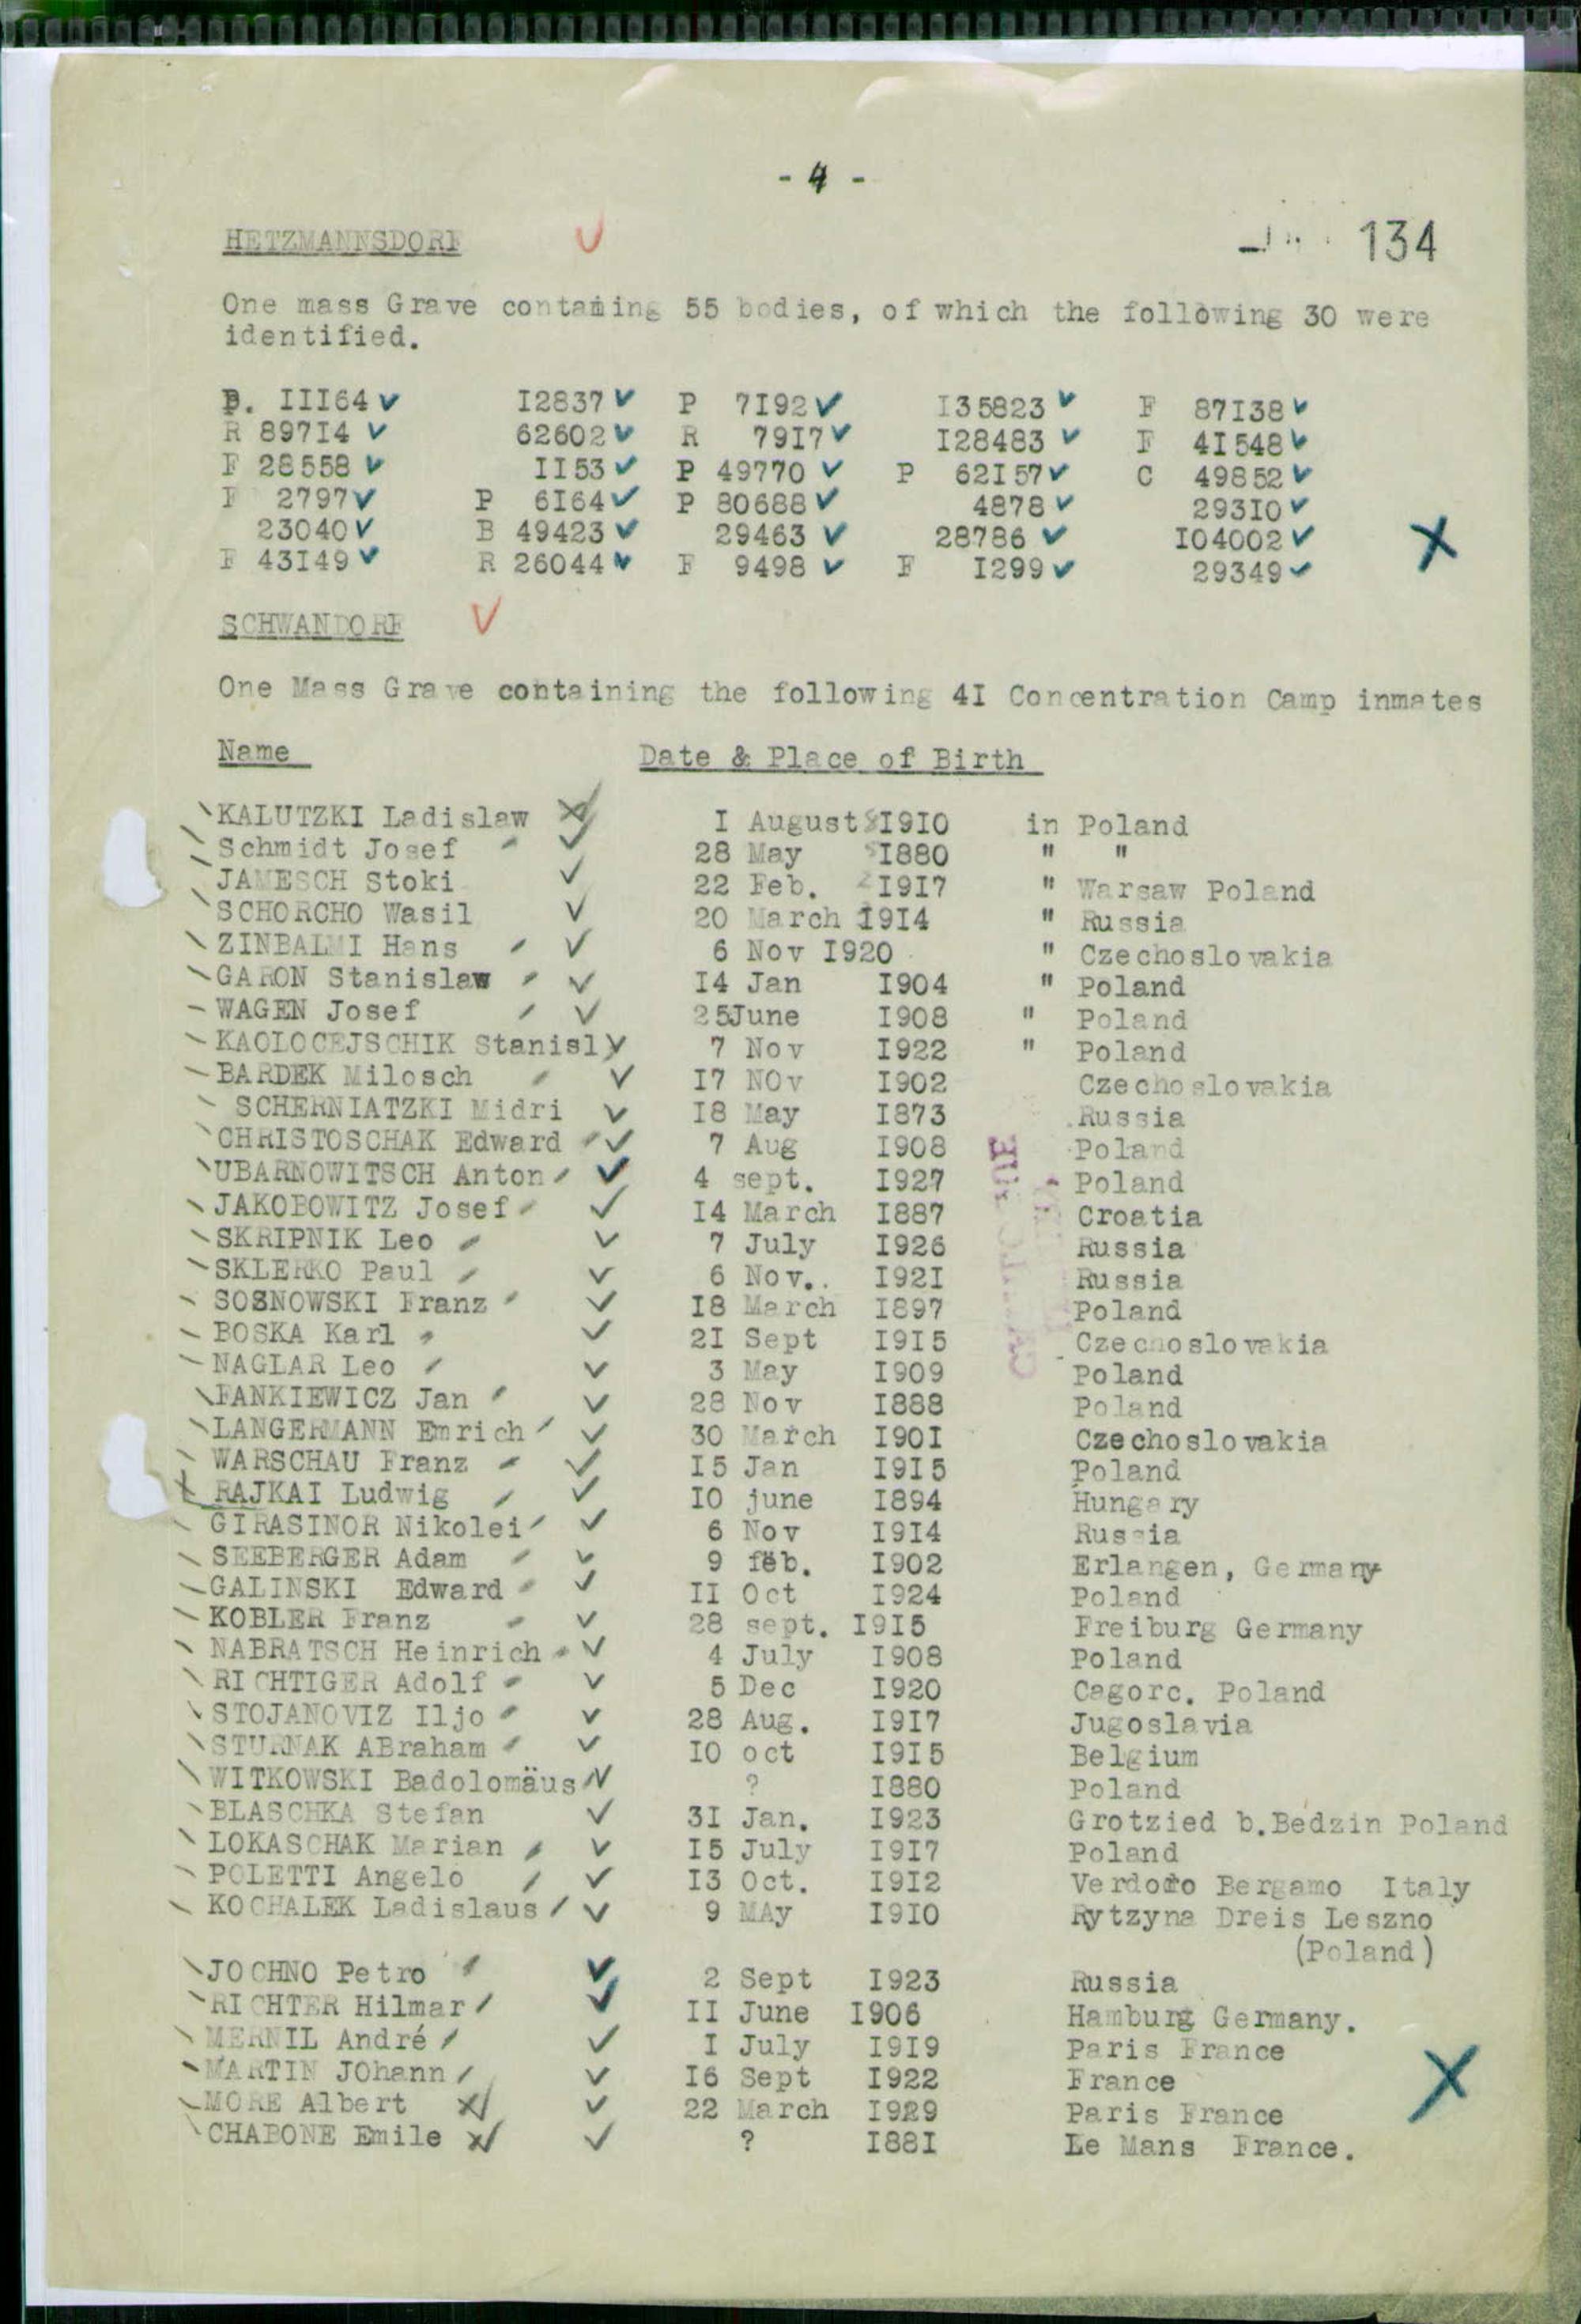 - 4 -
HETZMANNSDORF 134
One mass Grave containing 55 bodies, of which the following 30 were
identified.
P. III64 I2837 P 7I92 I35823 F 87I38
R 897I4 62602 R 79I7 I28483 F 4I548
F 28558 II53 P 49770 P 62I57 C 49852
F 2797 P 6I64 P 80688 4878 293I0
23040 B 49423 29463 28786 I04002
F 43I49 R 26044 F 9498 F I299 29349
SCHWANDORF
One Mass Grave containing the following 4I Concentration Camp inmates
Name Date & Place of Birth
KALUTZKI Ladislaw I August I9I0 in Poland
Schmidt Josef 28 May I880 " "
JAMESCH Stoki 22 Feb. I9I7 " Warsaw Poland
SCHORCHO Wasil 20 March I9I4 " Russia
ZINBALMI Hans 6 Nov I920 " Czechoslovakia
GARON Stanislaw I4 Jan I904 " Poland
WAGEN Josef 25June I908 " Poland
KAOLOCEJSCHIK Stanisly 7 Nov I922 " Poland
BARDEK Milosch I7 NOv I902 Czechoslovakia
SCHERNIATZKI Midri I8 May I873 Russia
CHRISTOSCHAK Edward 7 Aug I908 Poland
UBARNOWITSCH Anton 4 sept. I927 Poland
JAKOBOWITZ Josef I4 March I887 Croatia
SKRIPNIK Leo 7 July I926 Russia
SKLERKO Paul 6 Nov.. I92I Russia
SOSNOWSKI Franz I8 March I897 Poland
BOSKA Karl 2I Sept I9I5 Czechoslovakia
NAGLAR Leo 3 May I909 Poland
FANKIEWICZ Jan 28 Nov I888 Poland
LANGERMANN Emrich 30 March I90I Czechoslovakia
WARSCHAU Franz I5 Jan I9I5 Poland
RAJKAI Ludwig I0 june I894 Hungary
GIRASINOR Nikolei 6 Nov I9I4 Russia
SEEBERGER Adam 9 fëb. I902 Erlangen, Germany
GALINSKI Edward II Oct I924 Poland
KOBLER Franz 28 sept. I9I5 Freiburg Germany
NABRATSCH Heinrich 4 July I908 Poland
RICHTIGER Adolf 5 Dec I920 Cagorc. Poland
STOJANOVIZ Iljo 28 Aug. I9I7 Jugoslavia
STURNAK ABraham I0 oct I9I5 Belgium
WITKOWSKI Badolomäus ? I880 Poland
BLASCHKA Stefan 3I Jan. I923 Grotzied b.Bedzin Poland
LOKASCHAK Marian I5 July I9I7 Poland
POLETTI Angelo I3 Oct. I9I2 Bergamo Italy
KOCHALEK Ladislaus 9 MAy I9I0 Rytzyna Dreis Leszno
(Poland)
JOCHNO Petro 2 Sept I923 Russia
RICHTER Hilmar II June I906 Hamburg Germany.
MERNIL André I July I9I9 Paris France
MARTIN JOhann I6 Sept I922 France
MORE Albert 22 March I929 Paris France
CHABONE Emile ? I88I Le Mans France.